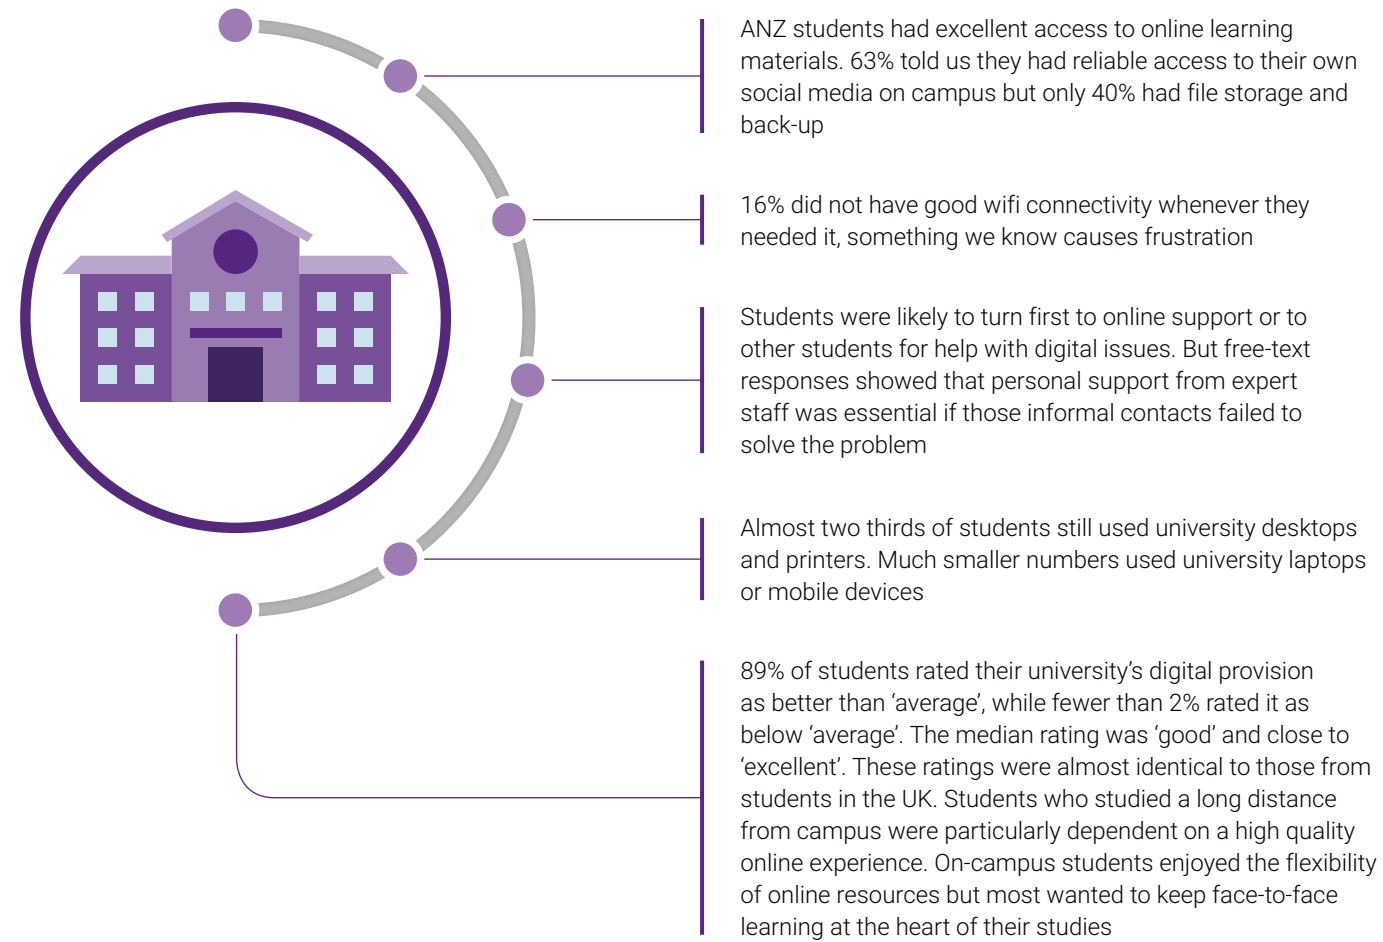 ANZ students had excellent access to online learning
materials. 63% told us they had reliable access to their own
social media on campus but only 40% had file storage and
back-up
16% did not have good wifi connectivity whenever they
needed it, something we know causes frustration
Students were likely to turn first to online support or to
other students for help with digital issues. But free-text
responses showed that personal support from expert
staff was essential if those informal contacts failed to
solve the problem
Almost two thirds of students still used university desktops
and printers. Much smaller numbers used university laptops
or mobile devices
89% of students rated their university’s digital provision
as better than ‘average’, while fewer than 2% rated it as
below ‘average’. The median rating was ‘good’ and close to
‘excellent’. These ratings were almost identical to those from
students in the UK. Students who studied a long distance
from campus were particularly dependent on a high quality
online experience. On-campus students enjoyed the flexibility
of online resources but most wanted to keep face-to-face
learning at the heart of their studies